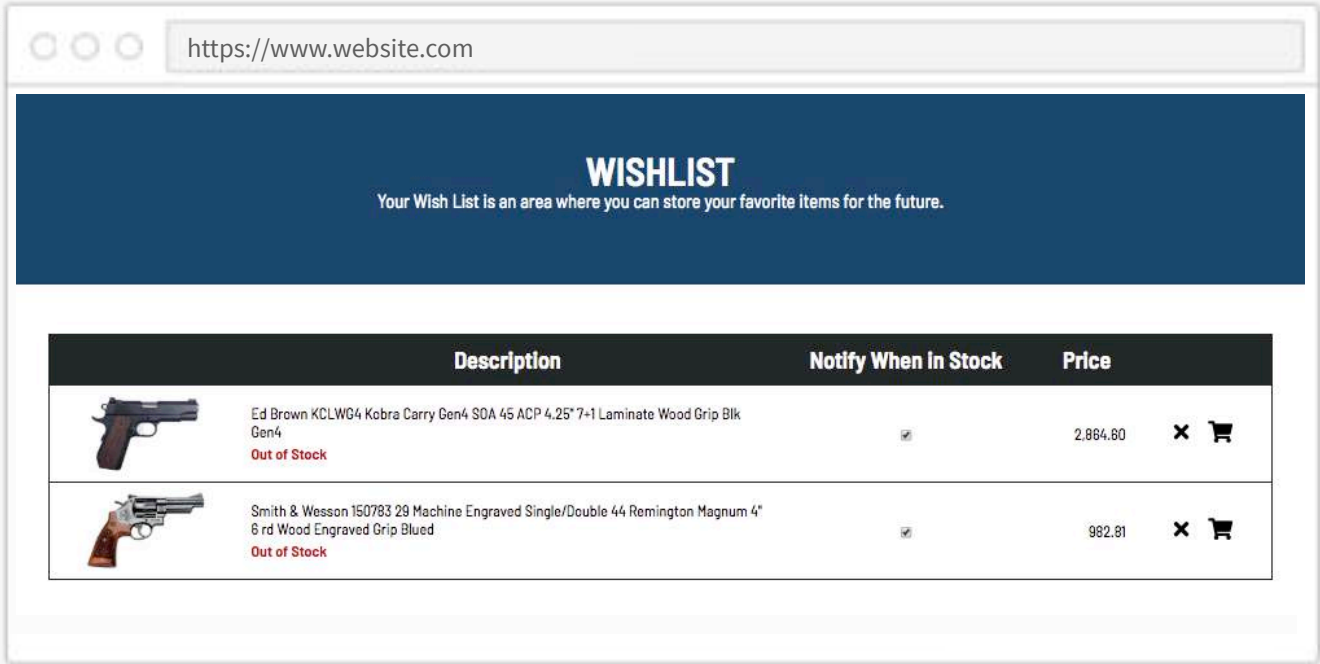 https://www.website.com
WISHLIST
Your Wish List is an area where you can store your favorite items for the future.
Description Notify When in Stock Price
Ed Brown KCLWG4 Kobra Carry Gen4 SOA 45 ACP 4.25" 7+1 Laminate Wood Grip Blk
Gen4
Out of Stock
2,864.60
Smith & Wesson 150783 29 Machine Engraved Single/Double 44 Remington Magnum 4"
6 rd Wood Engraved Grip Blued
Out of Stock
982.81